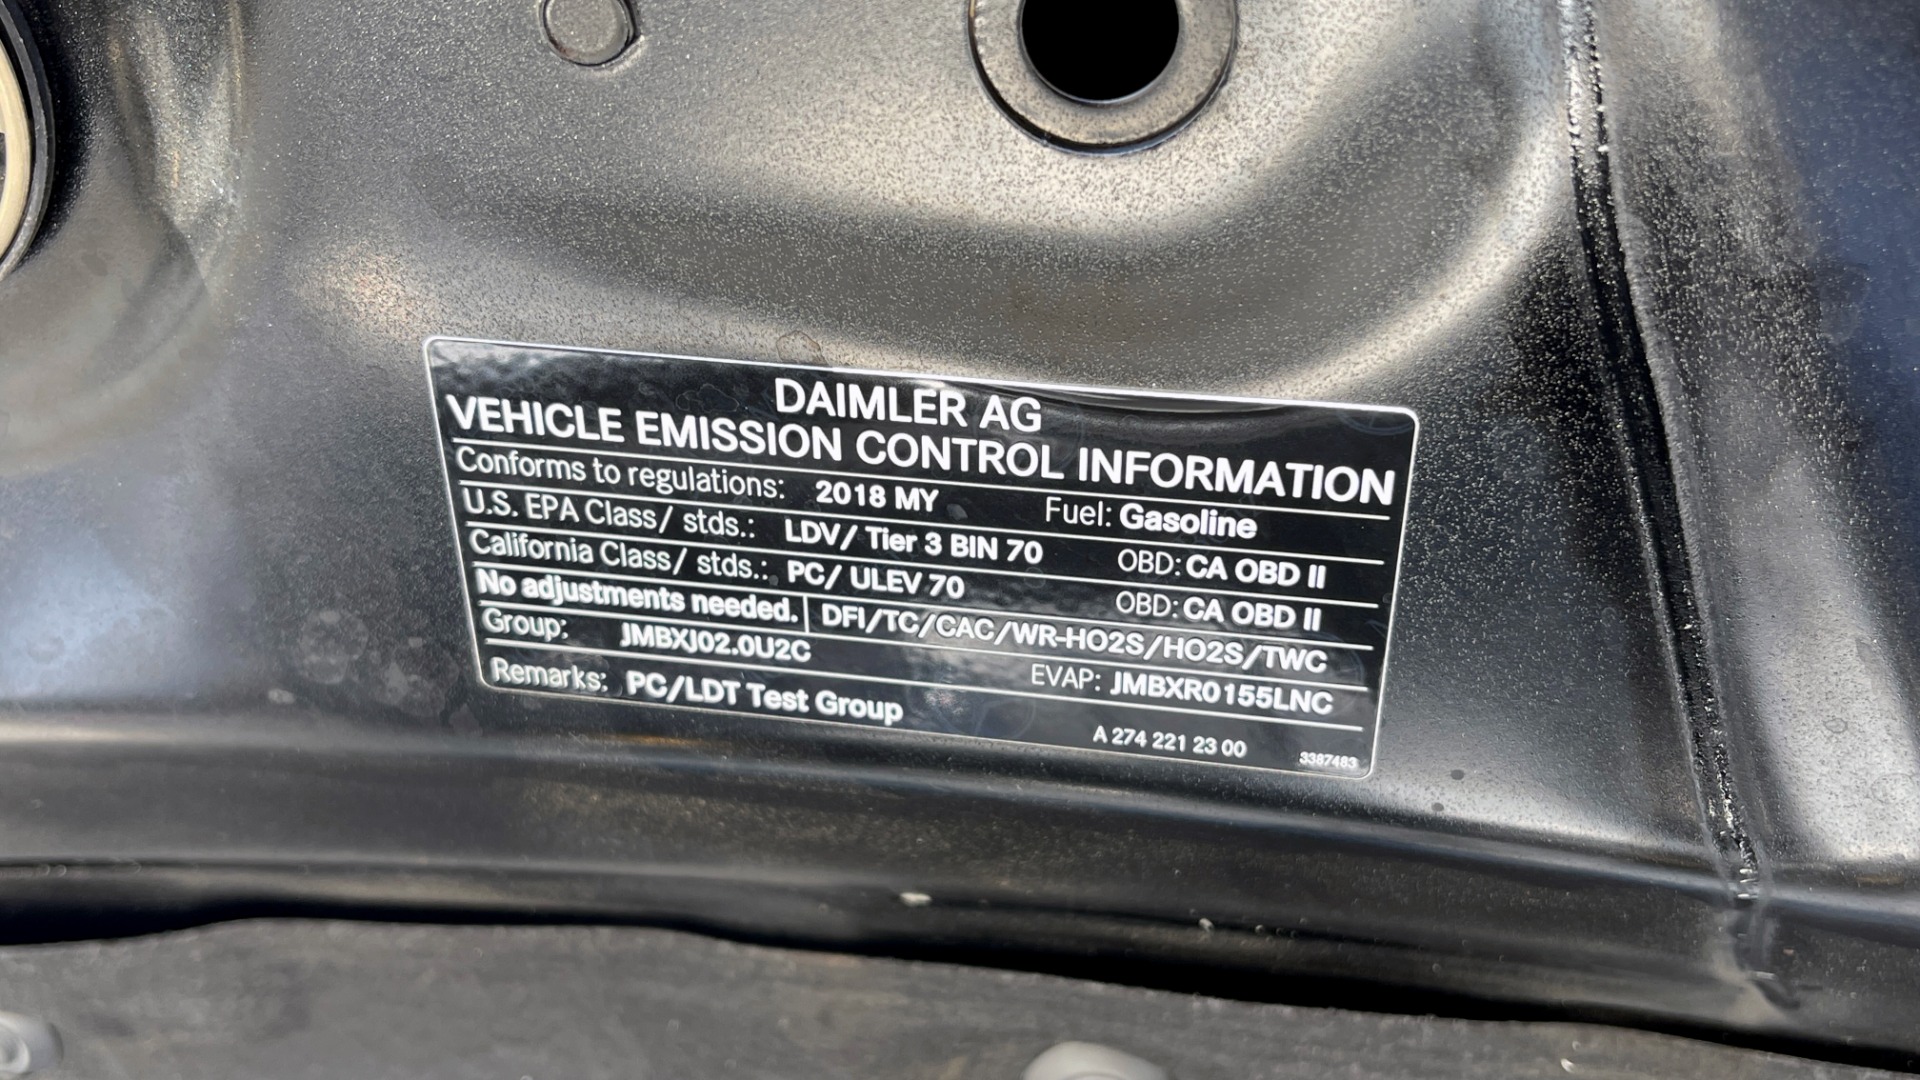 DAIMLER AG
VEHICLE EMISSION CONTROL INFORMATION
Conforms to regulations: 2018 MY Fuel: Gasoline
U.S. EPA Class/ stds.: LDV/ Tier 3 BIN 70 OBD: CA OBD II
California Class/ stds.: PC/ ULEV 70 OBD: CA OBD II
No adjustments needed. DFI/TC/CAC/WR-HO2S/HO2S/TWC
Group: JMBXJ02.0U2C EVAP: JMBXR0155LNC
Remarks: PC/LDT Test Group
A 274 221 23 00 3387483